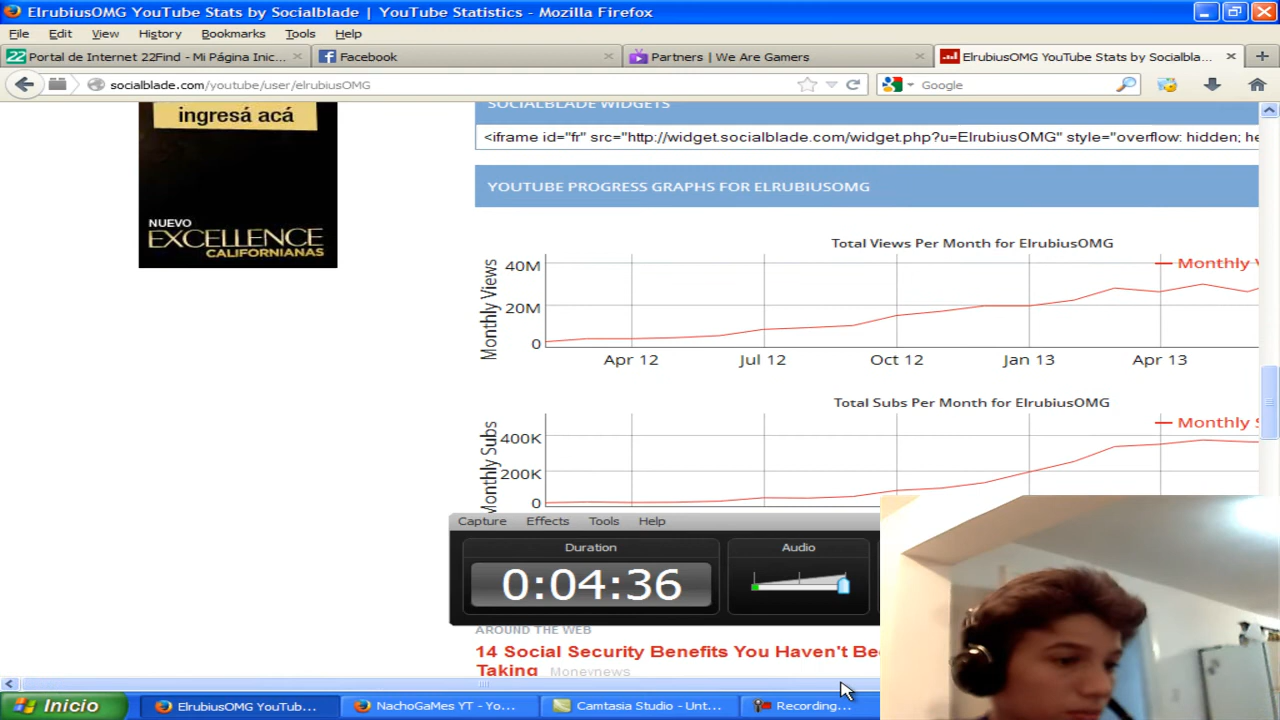 ElrubiusOMG YouTube Stats by Socialblade | YouTube Statistics - Mozilla Firefox
File Edit View History Bookmarks Tools Help
Portal de Internet 22Find - Mi Página Inic...
Facebook
Partners | We Are Gamers
ElrubiusOMG YouTube Stats by Socialbla...
socialblade.com/youtube/user/elrubiusOMG
Google
ingresá acá
NUEVO
EXCELLENCE
CALIFORNIANAS
SOCIALBLADE WIDGETS
<iframe id="fr" src="http://widget.socialblade.com/widget.php?u=ElrubiusOMG" style="overflow: hidden; he
YOUTUBE PROGRESS GRAPHS FOR ELRUBIUSOMG
Total Views Per Month for ElrubiusOMG
Monthly V
Monthly Views
40M
20M
0
Apr 12 Jul 12 Oct 12 Jan 13 Apr 13
Total Subs Per Month for ElrubiusOMG
Monthly S
Monthly Subs
400K
200K
0
Capture Effects Tools Help
Duration
Audio
0:04:36
AROUND THE WEB
14 Social Security Benefits You Haven't Be
Taking Moneynews
Inicio
ElrubiusOMG YouTub...
NachoGaMes YT - Yo...
Camtasia Studio - Unt...
Recording...